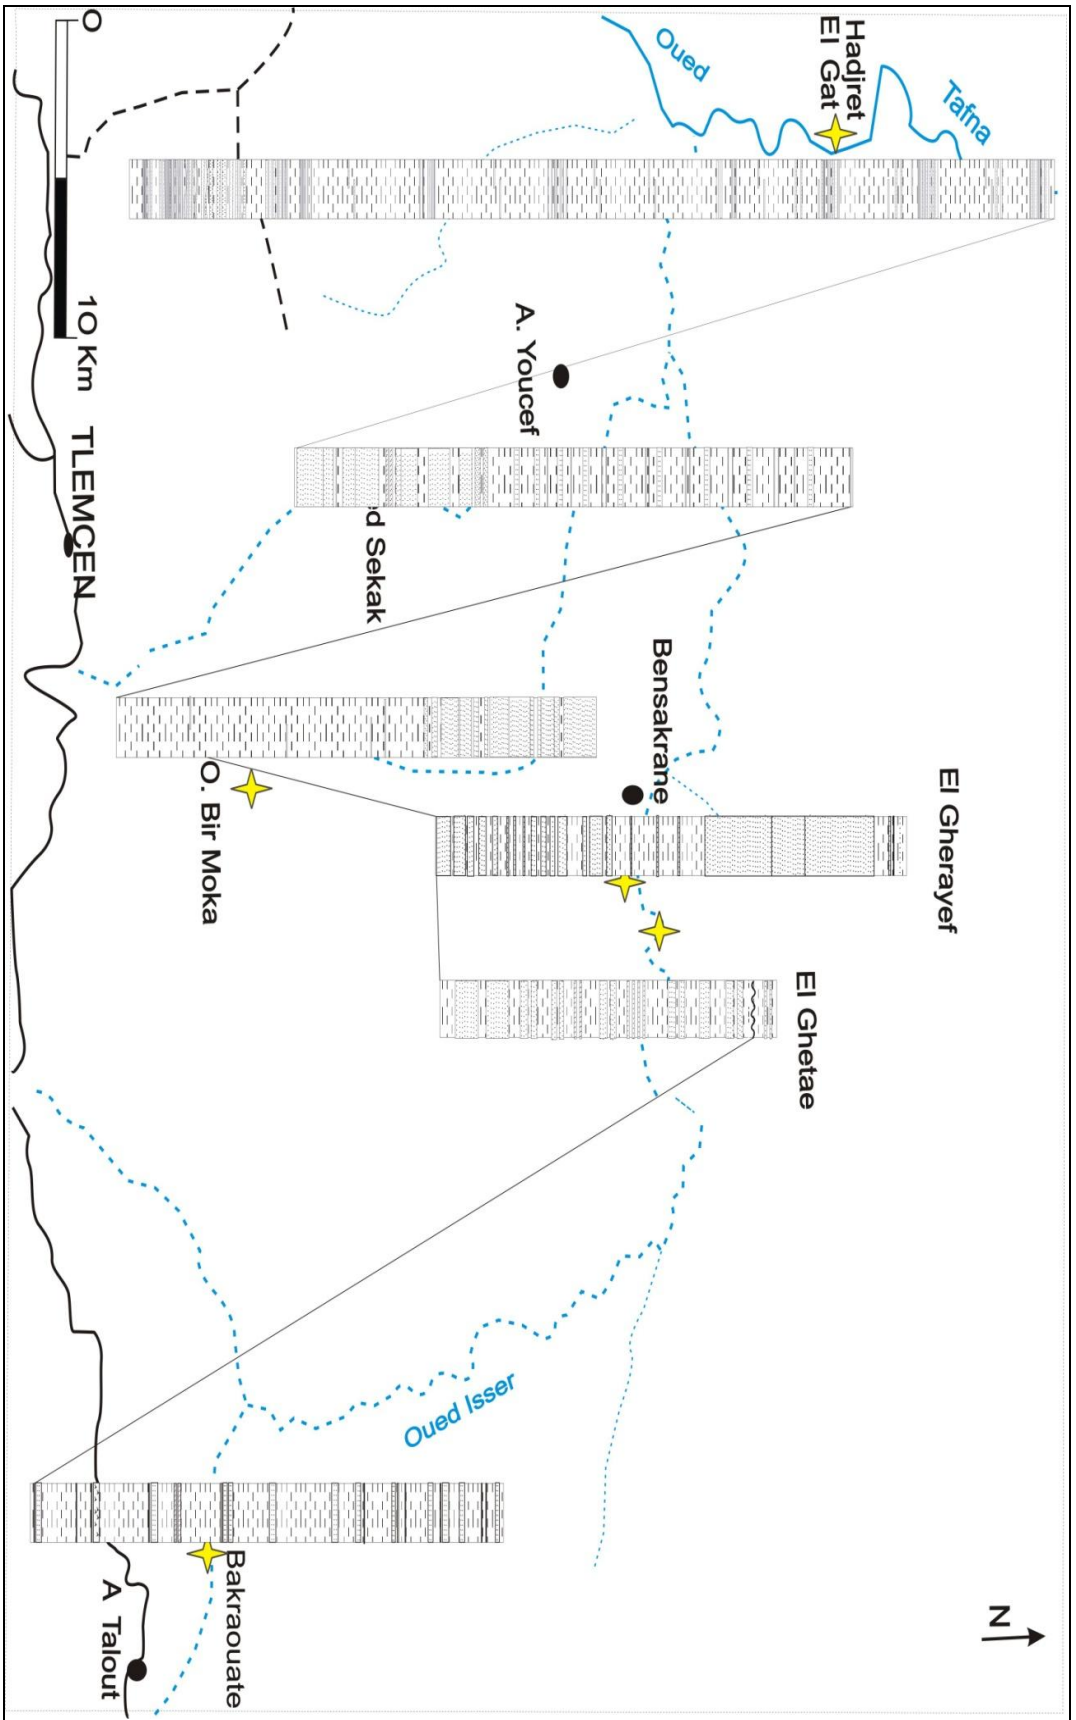 Hadjret
El Gat
Oued
Tafna
El Gherayef
El Ghetae
A. Youcef
Bensakrane
d Sekak
O. Bir Moka
Oued Isser
Bakraouate
A Talout
TLEMCEN
0
10 Km
N